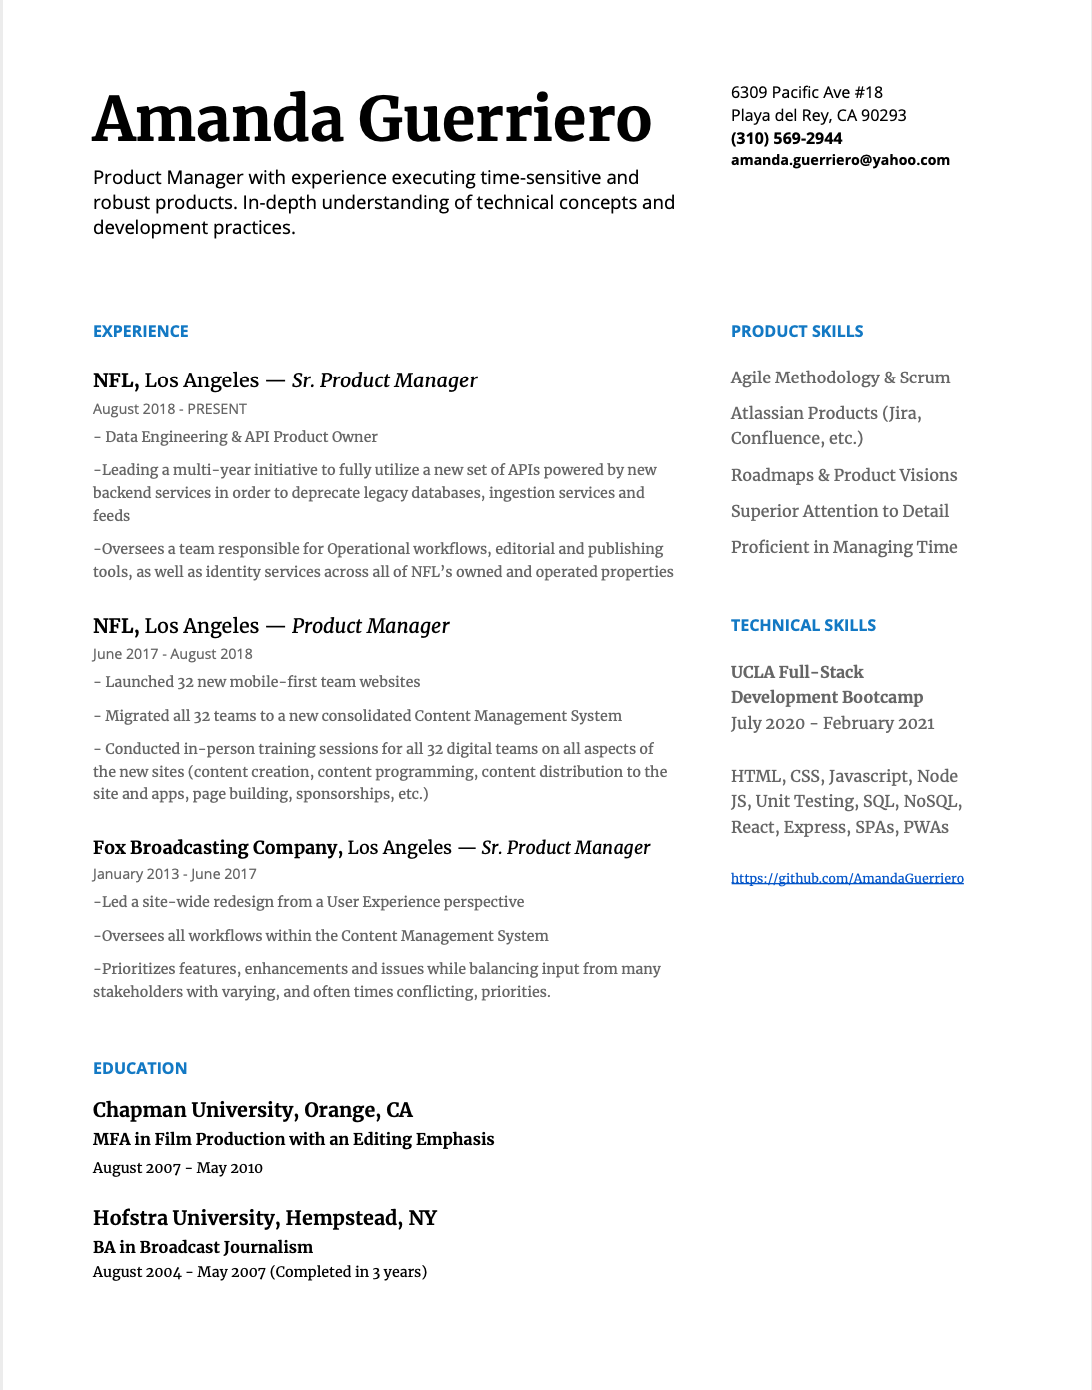 Amanda Guerriero
Product Manager with experience executing time-sensitive and
robust products. In-depth understanding of technical concepts and
development practices.
6309 Pacific Ave #18
Playa del Rey, CA 90293
(310) 569-2944
amanda.guerriero@yahoo.com
EXPERIENCE
NFL, Los Angeles — Sr. Product Manager
August 2018 - PRESENT
- Data Engineering & API Product Owner
-Leading a multi-year initiative to fully utilize a new set of APIs powered by new
backend services in order to deprecate legacy databases, ingestion services and
feeds
-Oversees a team responsible for Operational workflows, editorial and publishing
tools, as well as identity services across all of NFL's owned and operated properties
NFL, Los Angeles — Product Manager
June 2017 - August 2018
- Launched 32 new mobile-first team websites
- Migrated all 32 teams to a new consolidated Content Management System
- Conducted in-person training sessions for all 32 digital teams on all aspects of
the new sites (content creation, content programming, content distribution to the
site and apps, page building, sponsorships, etc.)
Fox Broadcasting Company, Los Angeles — Sr. Product Manager
January 2013 - June 2017
-Led a site-wide redesign from a User Experience perspective
-Oversees all workflows within the Content Management System
-Prioritizes features, enhancements and issues while balancing input from many
stakeholders with varying, and often times conflicting, priorities.
EDUCATION
Chapman University, Orange, CA
MFA in Film Production with an Editing Emphasis
August 2007 - May 2010
Hofstra University, Hempstead, NY
BA in Broadcast Journalism
August 2004 - May 2007 (Completed in 3 years)
PRODUCT SKILLS
Agile Methodology & Scrum
Atlassian Products (Jira,
Confluence, etc.)
Roadmaps & Product Visions
Superior Attention to Detail
Proficient in Managing Time
TECHNICAL SKILLS
UCLA Full-Stack
Development Bootcamp
July 2020 - February 2021
HTML, CSS, Javascript, Node
JS, Unit Testing, SQL, NoSQL,
React, Express, SPAs, PWAs
https://github.com/AmandaGuerriero